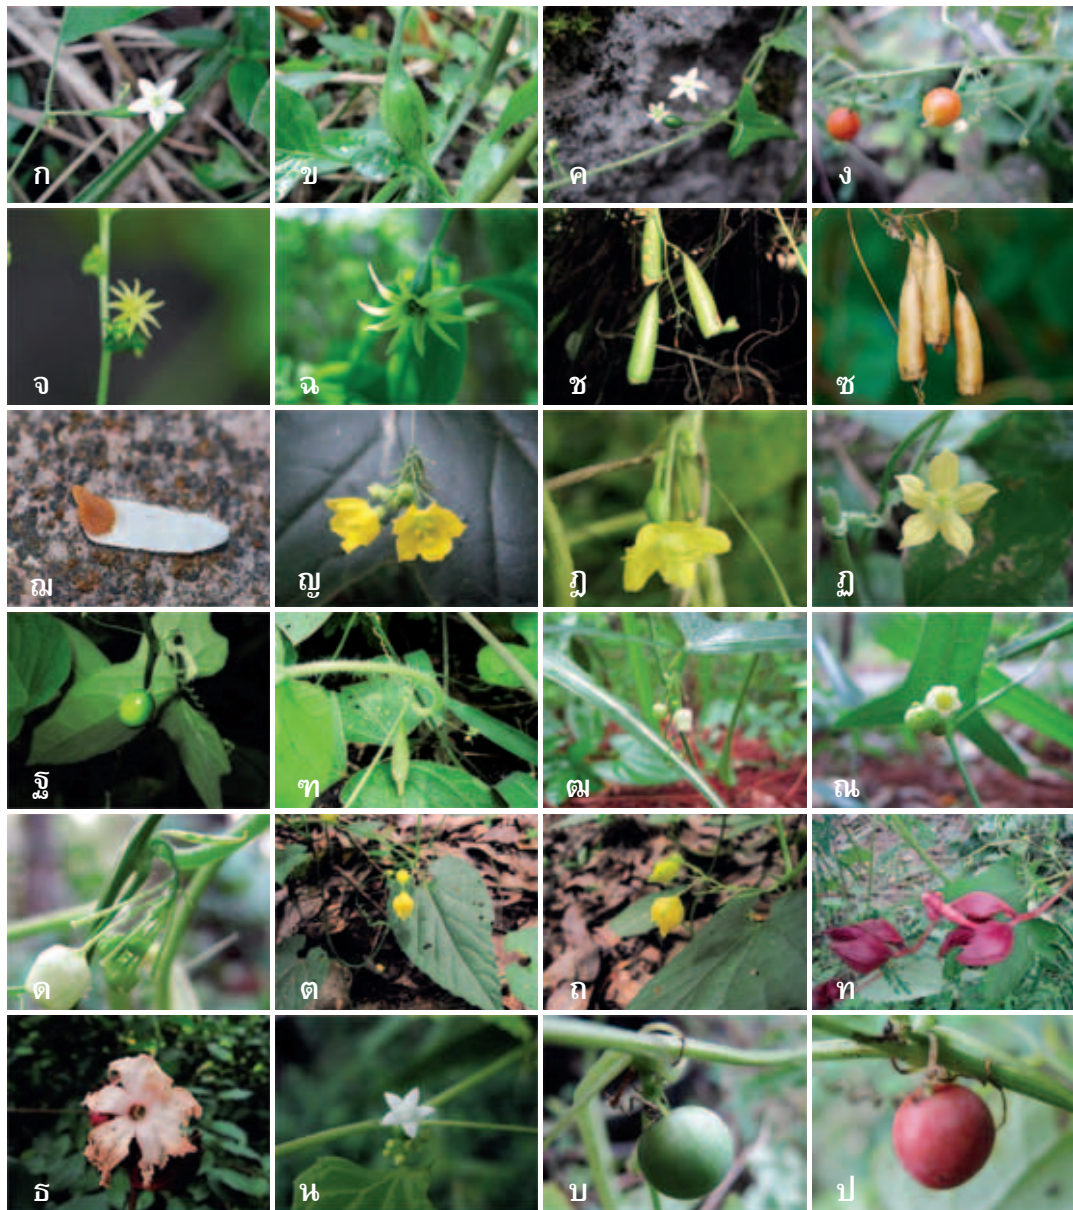 ก ข ค ง
จ ฉ ช ซ
ฌ ญ ฎ ฏ
ฐ ฑ ฒ ณ
ด ต ถ ท
ธ น บ ป